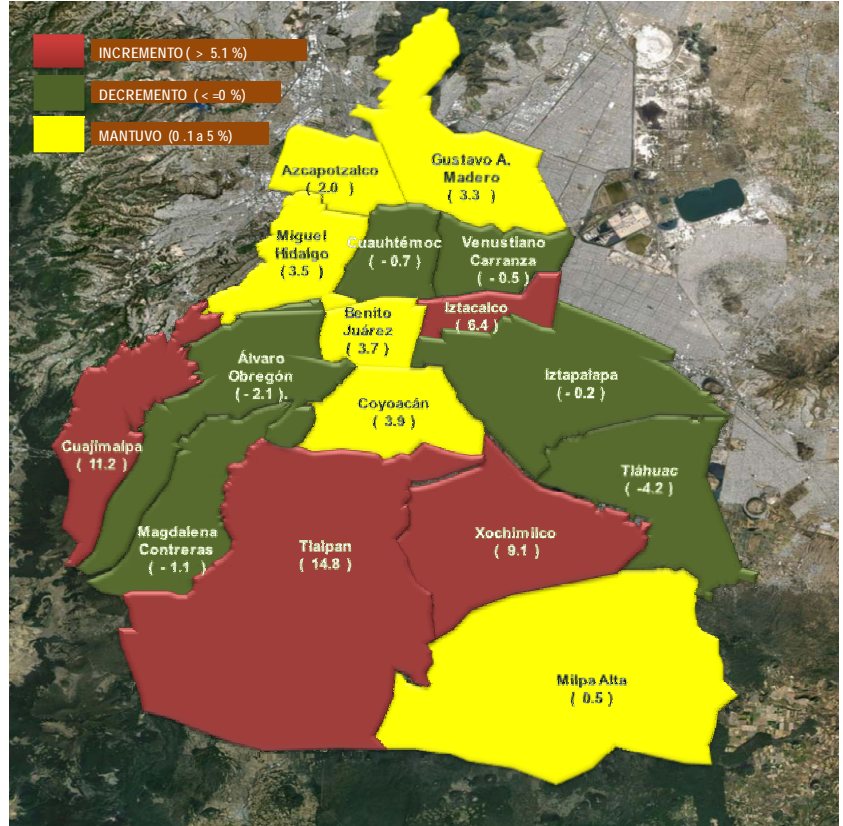 INCREMENTO ( > 5.1 %)
DECREMENTO (< =0 %)
MANTUVO (0 .1 a 5 %)
Azcapotzalco
( 2.0 )
Gustavo A.
Madero
( 3.3 )
Miguel
Hidalgo
( 3.5 )
Cuauhtémoc
( - 0.7 )
Venustiano
Carranza
( - 0.5 )
Iztacalco
( 6.4 )
Benito
Juárez
( 3.7 )
Álvaro
Obregón
( - 2.1 ).
Iztapalapa
( - 0.2 )
Coyoacán
( 3.9 )
Cuajimalpa
( 11.2 )
Tláhuac
( -4.2 )
Magdalena
Contreras
( - 1.1 )
Tlalpan
( 14.8 )
Xochimilco
( 9.1 )
Milpa Alta
( 0.5 )